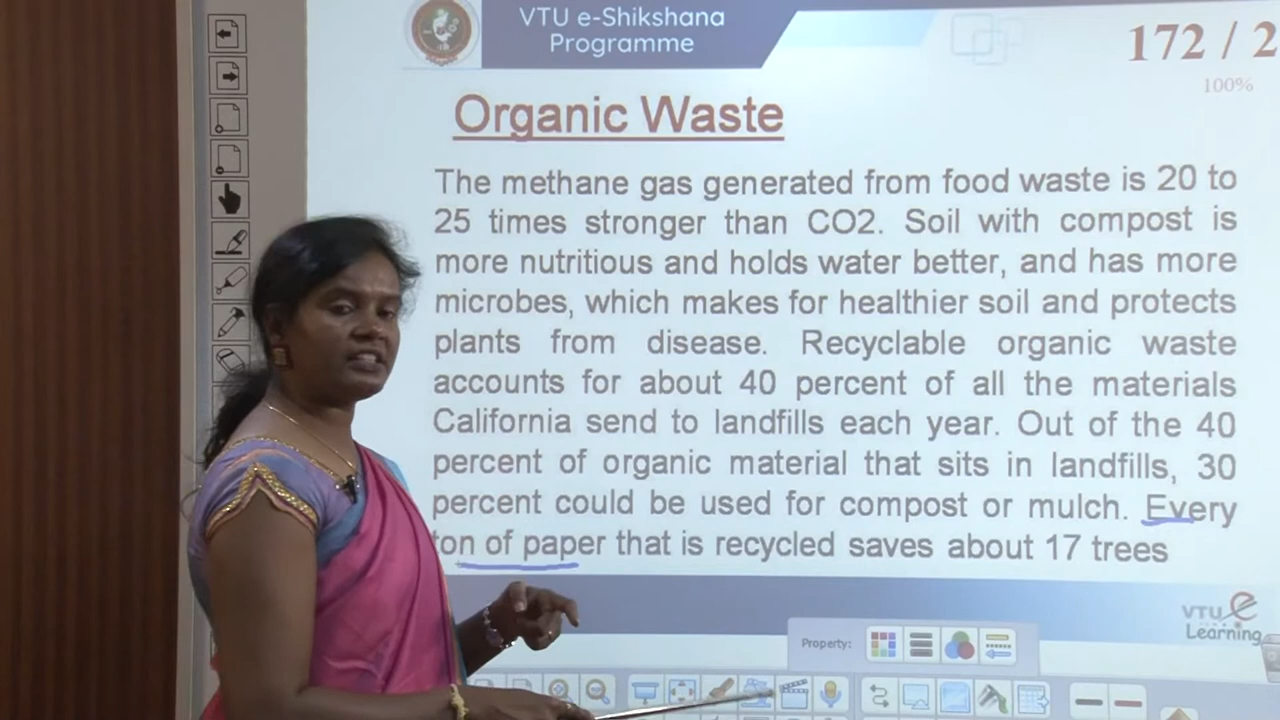 VTU e-Shikshana
Programme
172 / 2
100%
Organic Waste
The methane gas generated from food waste is 20 to
25 times stronger than CO2. Soil with compost is
more nutritious and holds water better, and has more
microbes, which makes for healthier soil and protects
plants from disease. Recyclable organic waste
accounts for about 40 percent of all the materials
California send to landfills each year. Out of the 40
percent of organic material that sits in landfills, 30
percent could be used for compost or mulch. Every
ton of paper that is recycled saves about 17 trees
VTU e
Learning
Property: